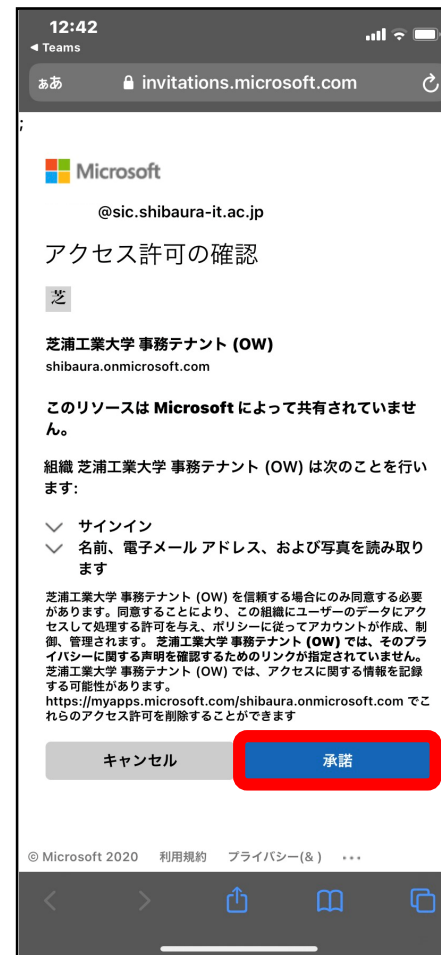 12:42
◀ Teams
ぁあ invitations.microsoft.com
;
Microsoft
@sic.shibaura-it.ac.jp
アクセス許可の確認
芝
芝浦工業大学 事務テナント (OW)
shibaura.onmicrosoft.com
このリソースは Microsoft によって共有されていませ
ん。
組織 芝浦工業大学 事務テナント (OW) は次のことを行い
ます:
サインイン
名前、電子メール アドレス、および写真を読み取り
ます
芝浦工業大学 事務テナント (OW) を信頼する場合にのみ同意する必要
があります。同意することにより、この組織にユーザーのデータにアク
セスして処理する許可を与え、ポリシーに従ってアカウントが作成、制
御、管理されます。 芝浦工業大学 事務テナント (OW) では、そのプラ
イバシーに関する声明を確認するためのリンクが指定されていません。
芝浦工業大学 事務テナント (OW) では、アクセスに関する情報を記録
する可能性があります。
https://myapps.microsoft.com/shibaura.onmicrosoft.com でこ
れらのアクセス許可を削除することができます
キャンセル 承諾
© Microsoft 2020 利用規約 プライバシー(& ) ...